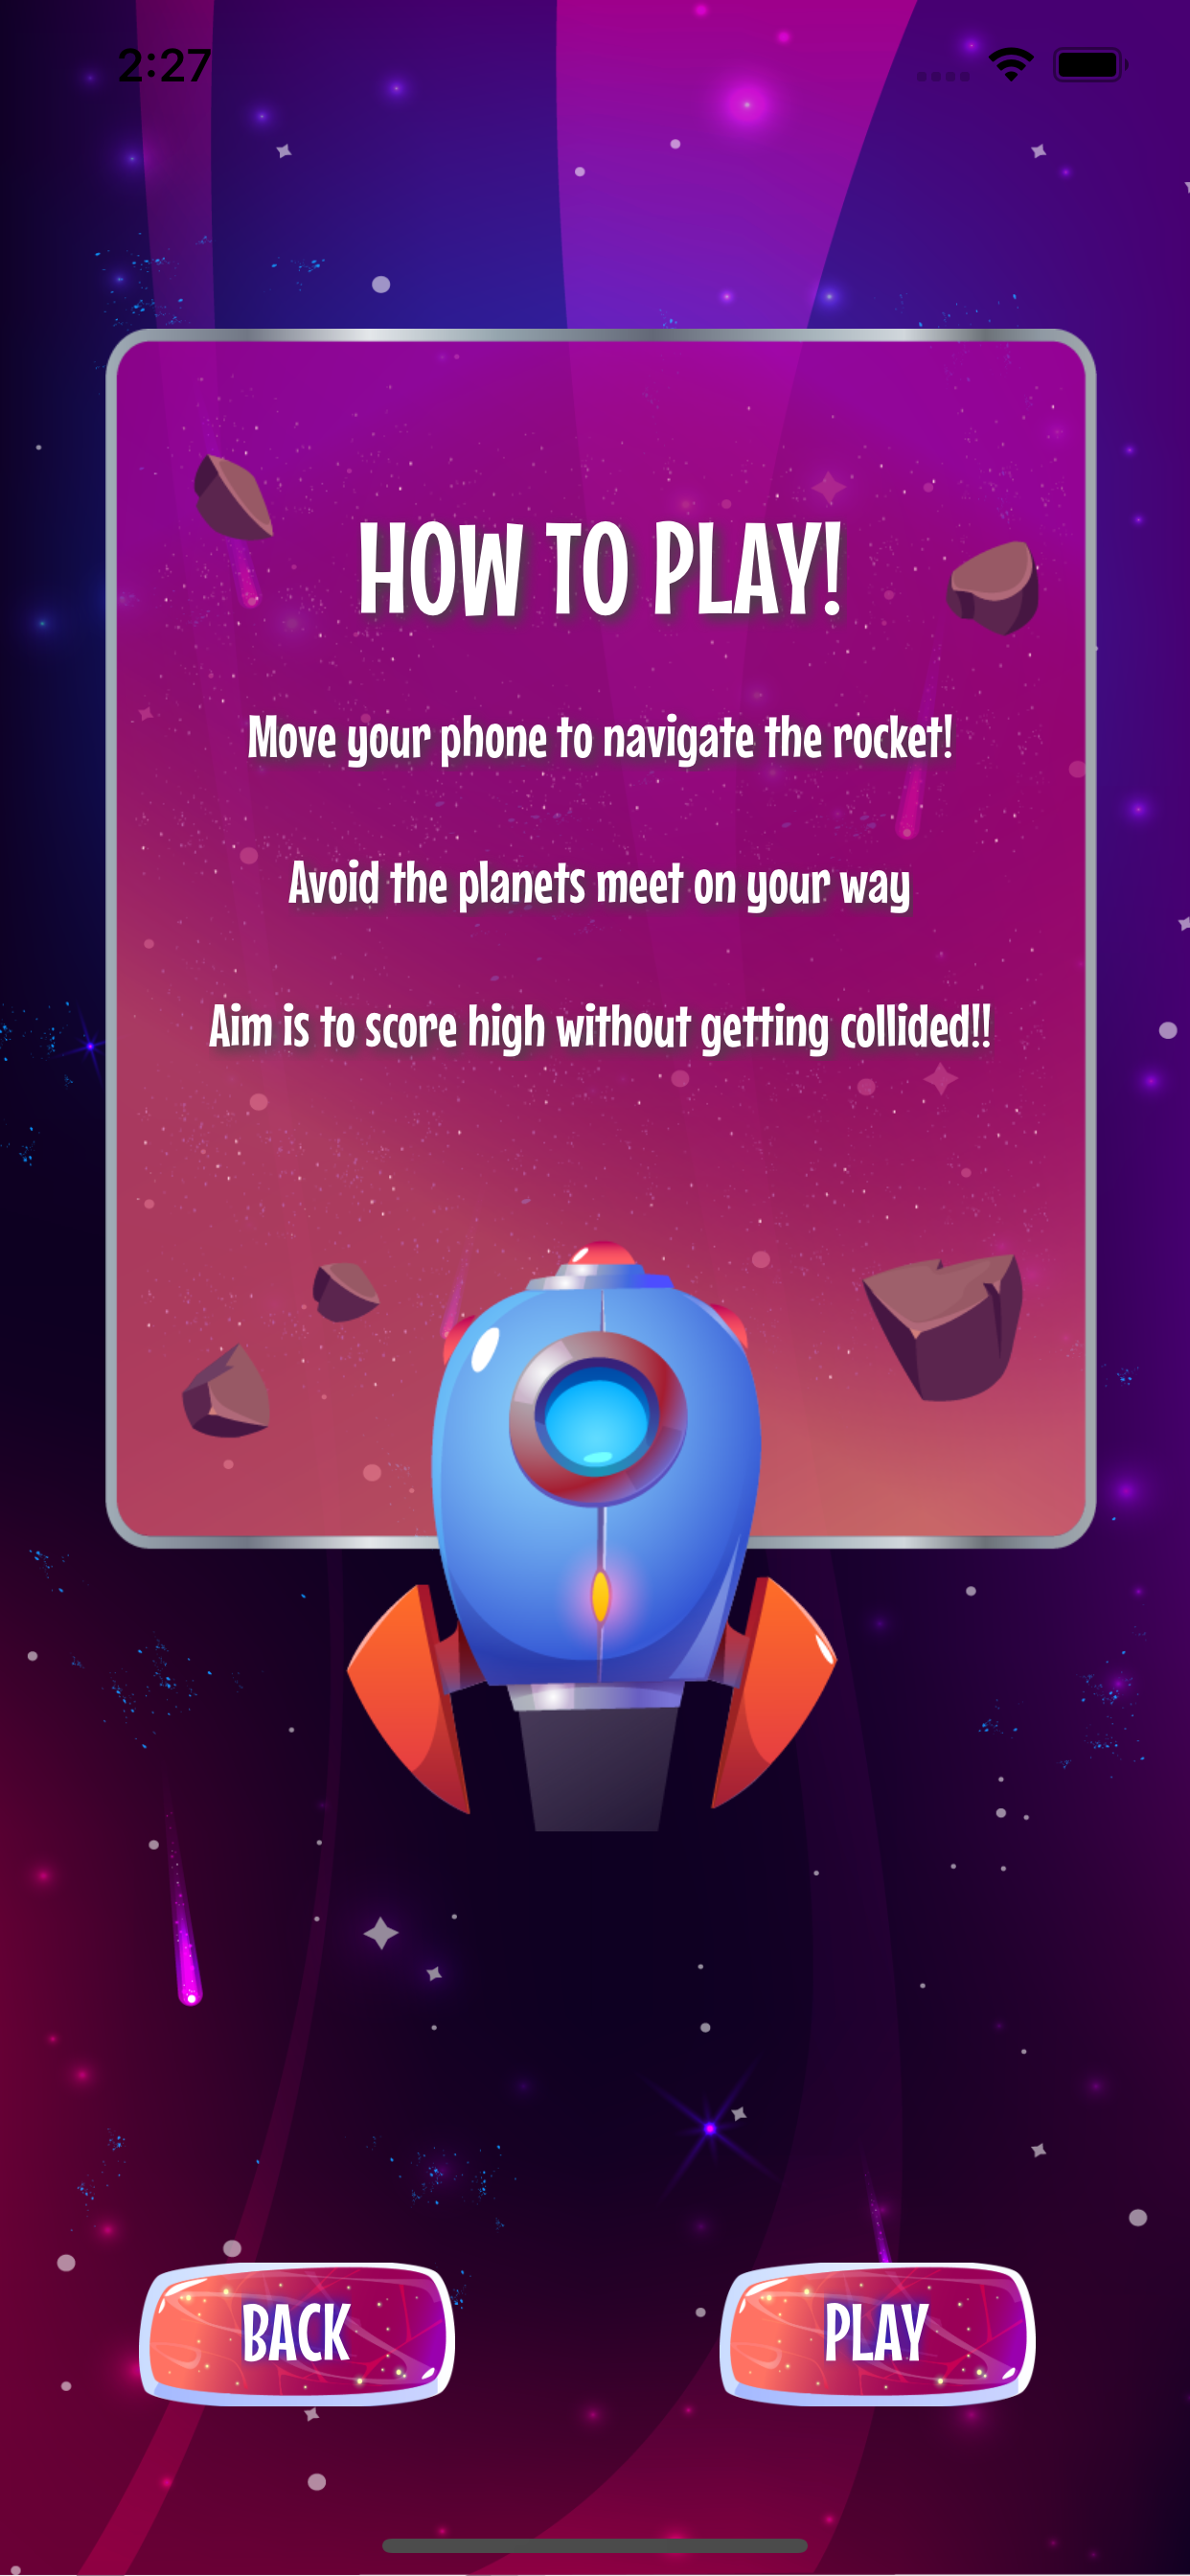 2:27
HOW TO PLAY!
Move your phone to navigate the rocket!
Avoid the planets meet on your way
Aim is to score high without getting collided!!
BACK
PLAY